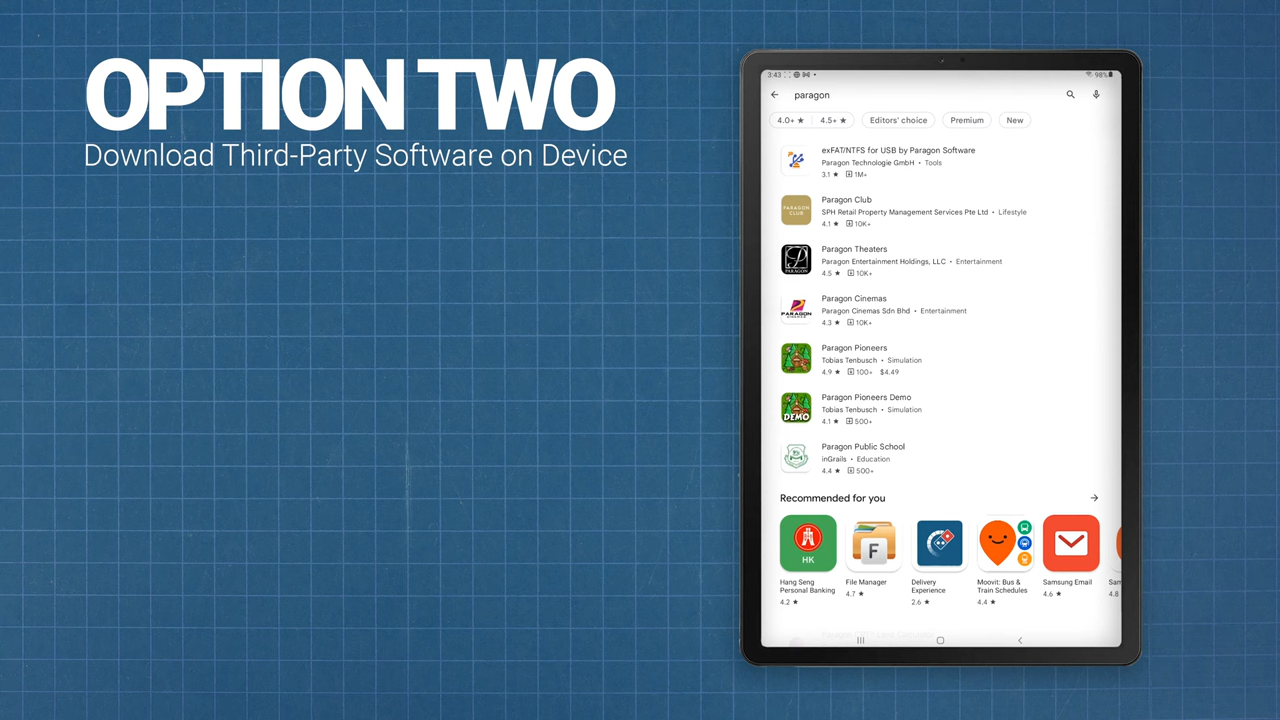 OPTION TWO
Download Third-Party Software on Device
3:43
98%
paragon
4.0+ ★ 4.5+ ★ Editors' choice Premium New
exFAT/NTFS for USB by Paragon Software
Paragon Technologie GmbH • Tools
3.1 ★ 1M+
PARAGON CLUB
Paragon Club
SPH Retail Property Management Services Pte Ltd • Lifestyle
4.1 ★ 10K+
PARAGON
Paragon Theaters
Paragon Entertainment Holdings, LLC • Entertainment
4.5 ★ 10K+
PARAGON
Paragon Cinemas
Paragon Cinemas Sdn Bhd • Entertainment
4.3 ★ 10K+
Paragon Pioneers
Tobias Tenbusch • Simulation
4.9 ★ 100+ $4.49
DEMO
Paragon Pioneers Demo
Tobias Tenbusch • Simulation
4.1 ★ 500+
Paragon Public School
inGrails • Education
4.4 ★ 500+
Recommended for you
HK
F
Hang Seng Personal Banking
4.2 ★
File Manager
4.7 ★
Delivery Experience
2.6 ★
Moovit: Bus & Train Schedules
4.4 ★
Samsung Email
4.6 ★
Sam
4.8